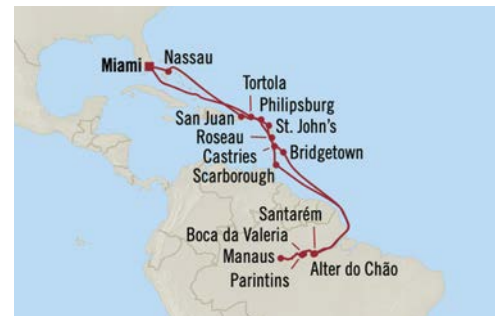 Nassau
Miami
Tortola
Philipsburg
San Juan
St. John's
Roseau
Castries
Bridgetown
Scarborough
Santarém
Boca da Valeria
Manaus
Alter do Chão
Parintins